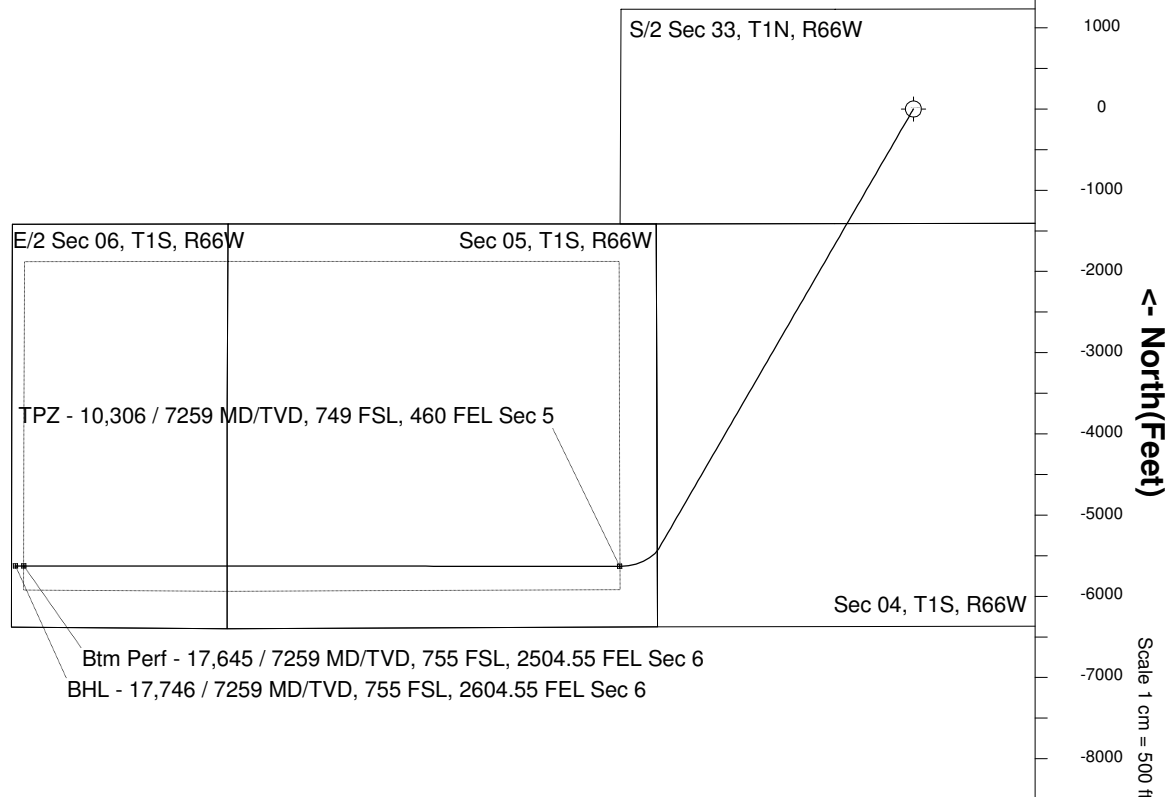 S/2 Sec 33, T1N, R66W
1000
0
-1000
E/2 Sec 06, T1S, R66W
Sec 05, T1S, R66W
-2000
<- North(Feet)
-3000
TPZ - 10,306 / 7259 MD/TVD, 749 FSL, 460 FEL Sec 5
-4000
-5000
-6000
Sec 04, T1S, R66W
Btm Perf - 17,645 / 7259 MD/TVD, 755 FSL, 2504.55 FEL Sec 6
BHL - 17,746 / 7259 MD/TVD, 755 FSL, 2604.55 FEL Sec 6
-7000
Scale 1 cm = 500 ft
-8000